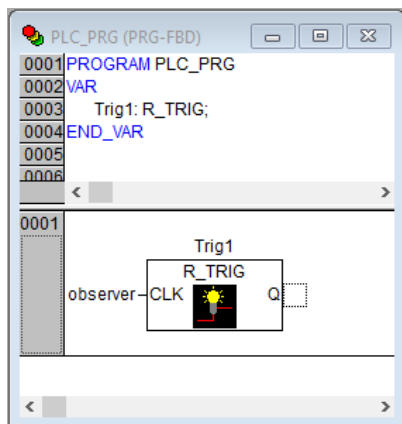 PLC_PRG (PRG-FBD)
0001 PROGRAM PLC_PRG
0002 VAR
0003 Trig1: R_TRIG;
0004 END_VAR
0005
0006
0001
Trig1
R_TRIG
observer CLK Q